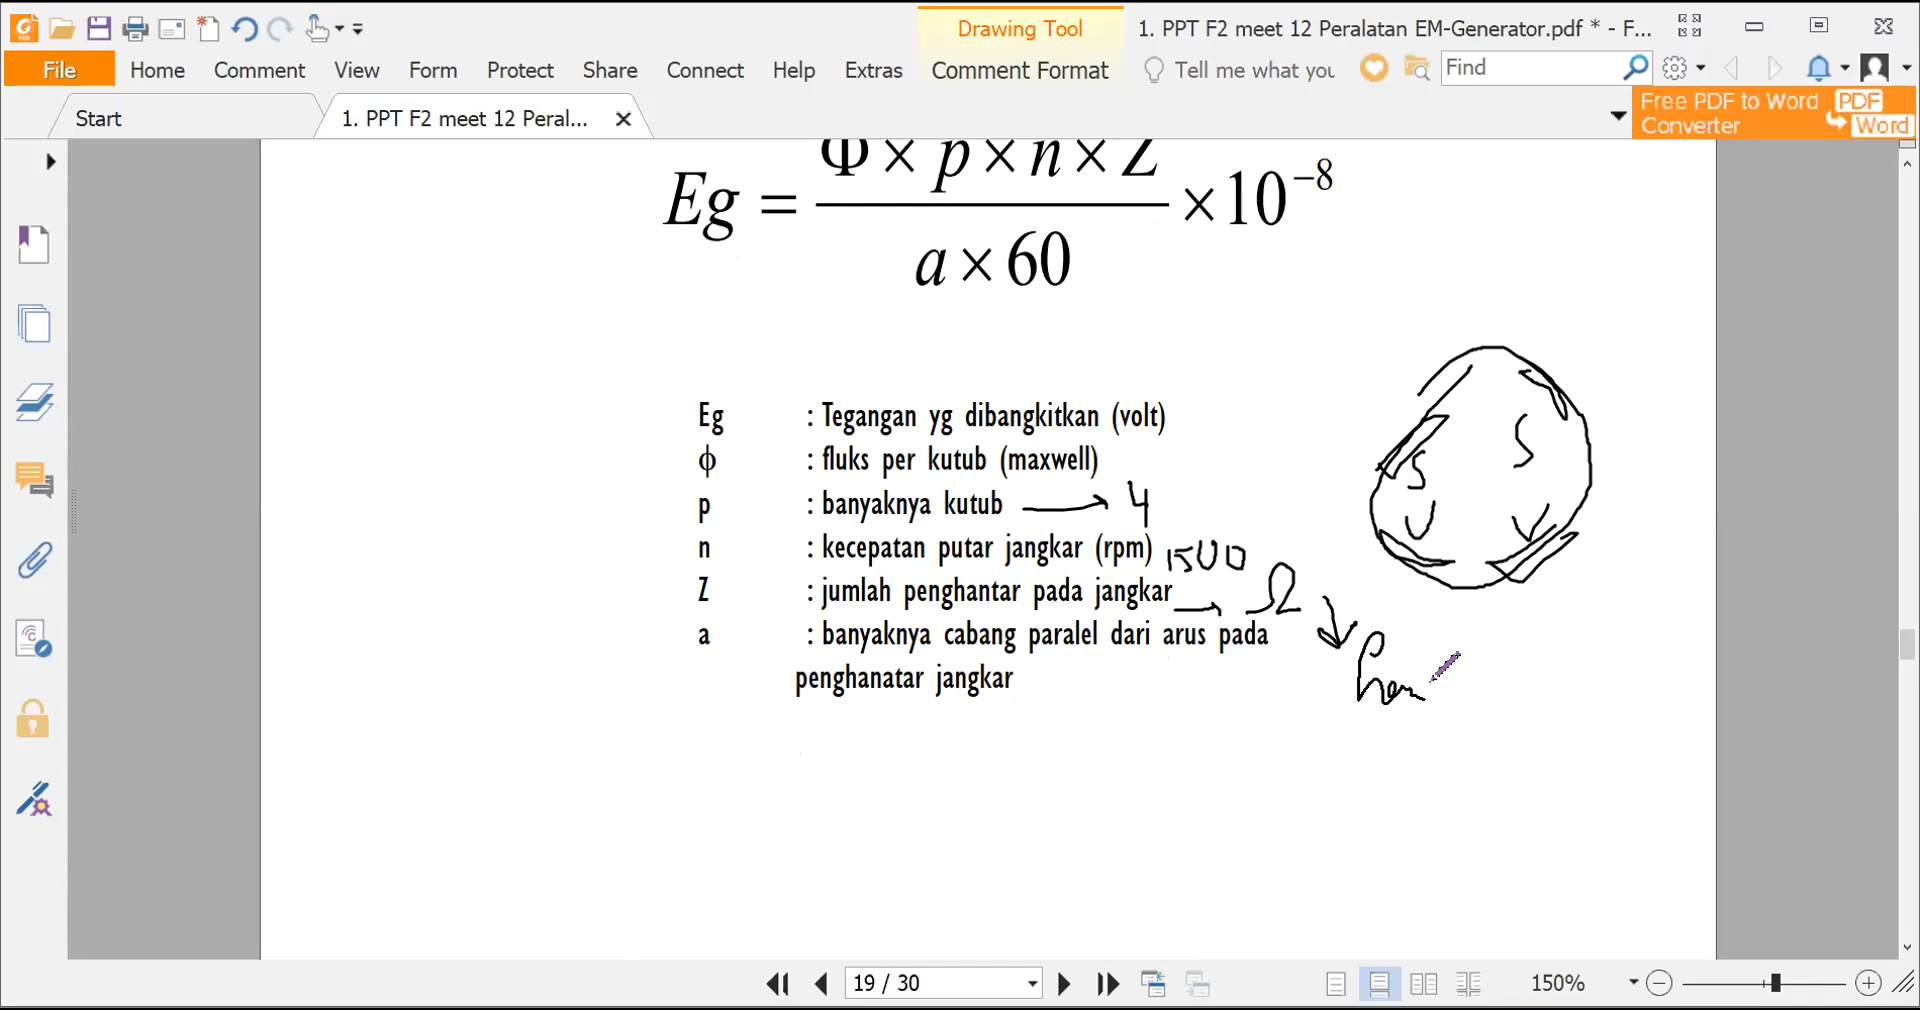 Drawing Tool
1. PPT F2 meet 12 Peralatan EM-Generator.pdf * - F...
File Home Comment View Form Protect Share Connect Help Extras Comment Format Tell me what you Find
Start
1. PPT F2 meet 12 Peral...
Free PDF to Word
Converter
PDF
Word
Eg = Φ × p × n × Z / a × 60 × 10⁻⁸
Eg : Tegangan yg dibangkitkan (volt)
ϕ : fluks per kutub (maxwell)
p : banyaknya kutub → 4
n : kecepatan putar jangkar (rpm) 1500
Z : jumlah penghantar pada jangkar → Ω
a : banyaknya cabang paralel dari arus pada
penghanatar jangkar
S
S
U
19 / 30
150%